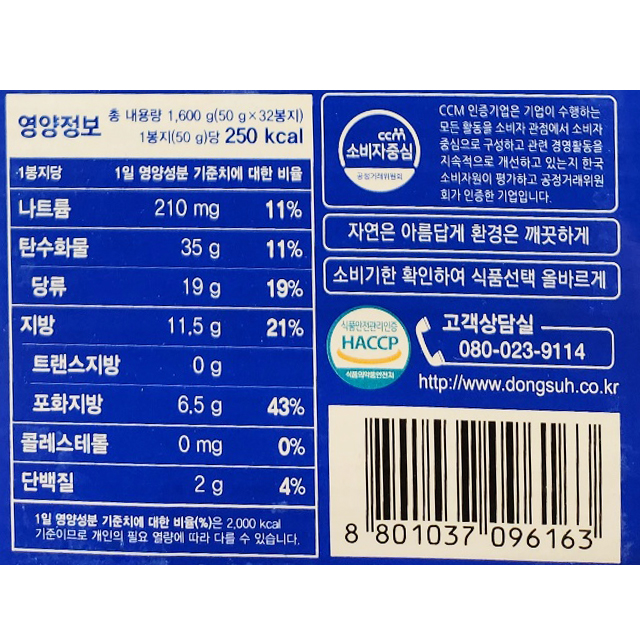 영양정보
총 내용량 1,600 g(50 g×32봉지)
1봉지(50 g)당 250 kcal
1봉지당 1일 영양성분 기준치에 대한 비율
나트륨 210 mg 11%
탄수화물 35 g 11%
당류 19 g 19%
지방 11.5 g 21%
트랜스지방 0 g
포화지방 6.5 g 43%
콜레스테롤 0 mg 0%
단백질 2 g 4%
1일 영양성분 기준치에 대한 비율(%)은 2,000 kcal
기준이므로 개인의 필요 열량에 따라 다를 수 있습니다.
ccm
소비자중심
공정거래위원회
CCM 인증기업은 기업이 수행하는
모든 활동을 소비자 관점에서 소비자
중심으로 구성하고 관련 경영활동을
지속적으로 개선하고 있는지 한국
소비자원이 평가하고 공정거래위원
회가 인증한 기업입니다.
자연은 아름답게 환경은 깨끗하게
소비기한 확인하여 식품선택 올바르게
식품안전관리인증
HACCP
식품의약품안전처
고객상담실
080-023-9114
http://www.dongsuh.co.kr
8 801037 096163